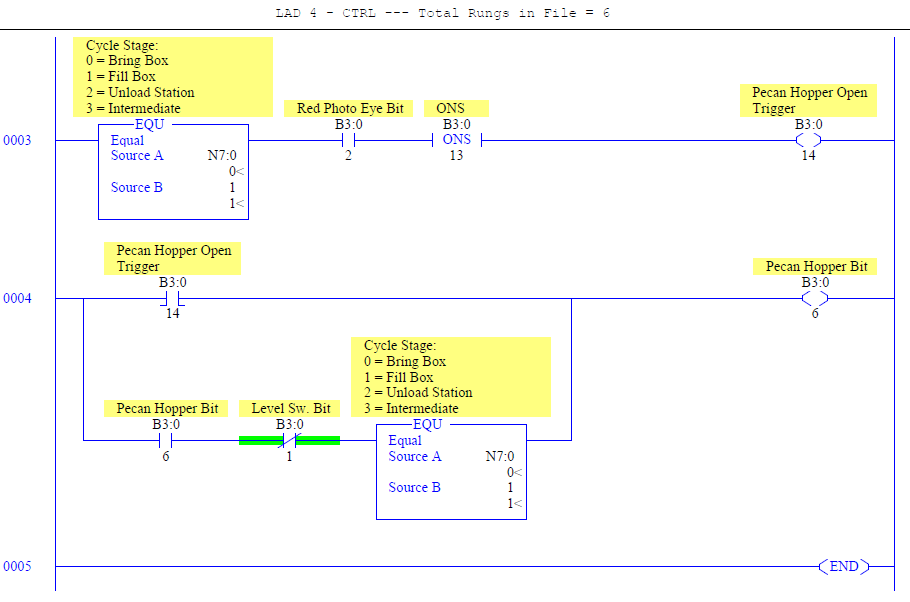 LAD 4 - CTRL --- Total Rungs in File = 6
Cycle Stage:
0 = Bring Box
1 = Fill Box
2 = Unload Station
3 = Intermediate
Red Photo Eye Bit
ONS
Pecan Hopper Open
Trigger
EQU
B3:0
B3:0
B3:0
0003
Equal
ONS
Source A N7:0
2
13
14
0<
Source B 1
1<
Pecan Hopper Open
Trigger
Pecan Hopper Bit
B3:0
B3:0
0004
14
6
Cycle Stage:
0 = Bring Box
1 = Fill Box
2 = Unload Station
3 = Intermediate
Pecan Hopper Bit
Level Sw. Bit
B3:0
B3:0
EQU
Equal
6
1
Source A N7:0
0<
Source B 1
1<
0005
END